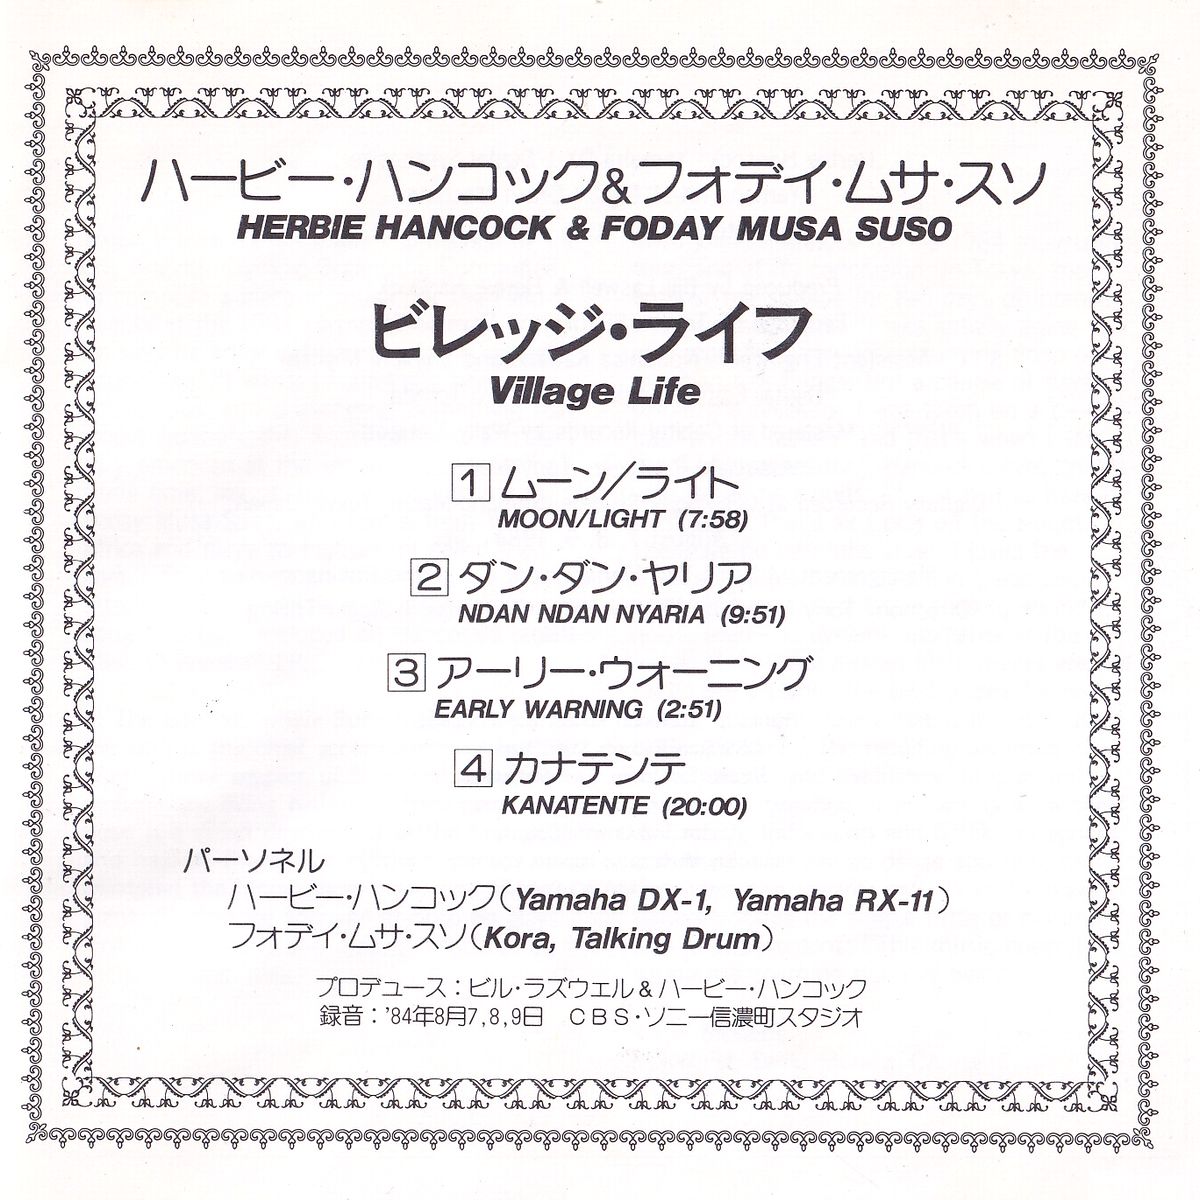 ハービー・ハンコック&フォデイ・ムサ・スソ
HERBIE HANCOCK & FODAY MUSA SUSO
ビレッジ・ライフ
Village Life
1 ムーン/ライト
MOON/LIGHT (7:58)
2 ダン・ダン・ヤリア
NDAN NDAN NYARIA (9:51)
3 アーリー・ウォーニング
EARLY WARNING (2:51)
4 カナテンテ
KANATENTE (20:00)
パーソネル
ハービー・ハンコック(Yamaha DX-1, Yamaha RX-11)
フォデイ・ムサ・スソ(Kora, Talking Drum)
プロデュース:ビル・ラズウェル&ハービー・ハンコック
録音:'84年8月7,8,9日 CBS・ソニー信濃町スタジオ